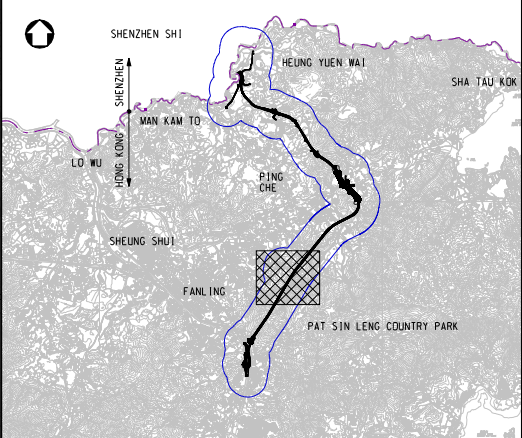 SHENZHEN SHI
HEUNG YUEN WAI
SHA TAU KOK
SHENZHEN
HONG KONG
MAN KAM TO
LO WU
PING
CHE
SHEUNG SHUI
FANLING
PAT SIN LENG COUNTRY PARK